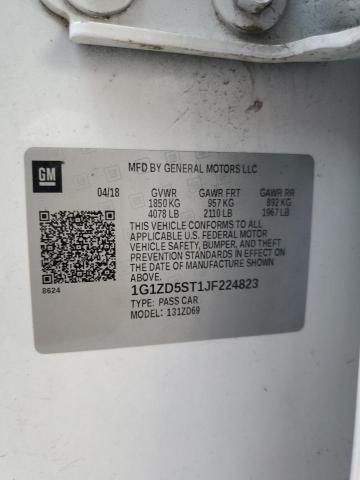 GM
MFD BY GENERAL MOTORS LLC
04/18 GVWR GAWR FRT GAWR RR
1850 KG 957 KG 892 KG
4078 LB 2110 LB 1967 LB
THIS VEHICLE CONFORMS TO ALL
APPLICABLE U.S. FEDERAL MOTOR
VEHICLE SAFETY, BUMPER, AND THEFT
PREVENTION STANDARDS IN EFFECT ON THE
DATE OF MANUFACTURE SHOWN ABOVE.
8624
1G1ZD5ST1JF224823
TYPE: PASS CAR
MODEL: 131ZD69